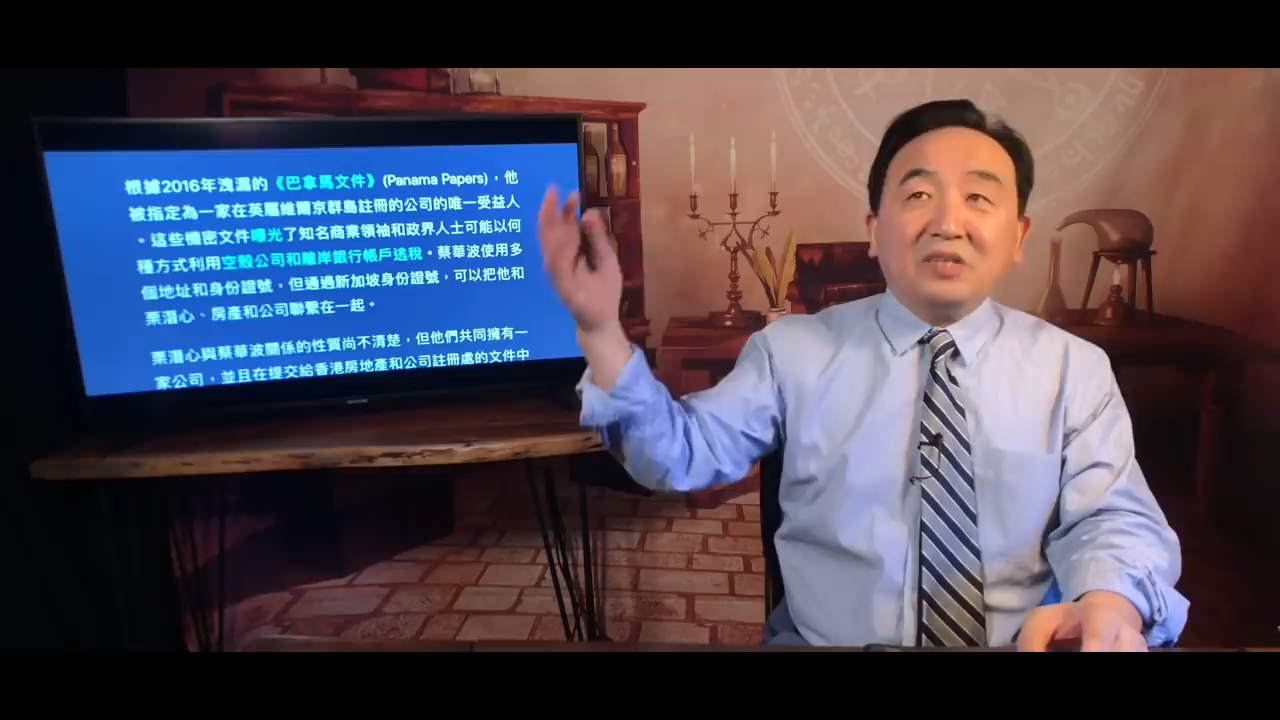 根據2016年洩漏的《巴拿馬文件》(Panama Papers)，他
被指定為一家在英屬維爾京群島註冊的公司的唯一受益人
。這些機密文件曝光了知名商業領袖和政界人士可能以何
種方式利用空殼公司和離岸銀行帳戶逃稅。蔡華波使用多
個地址和身份證號，但通過新加坡身份證號，可以把他和
栗潛心、房產和公司聯繫在一起。
栗潛心與蔡華波關係的性質尚不清楚，但他們共同擁有一
家公司，並且在提交給香港房地產和公司註冊處的文件中